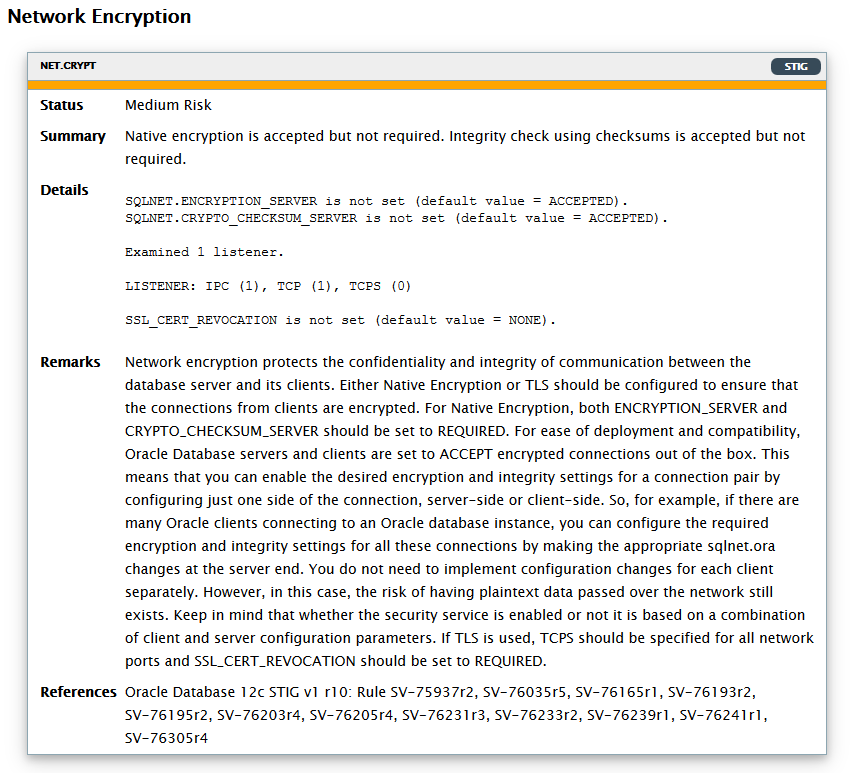 Network Encryption
NET.CRYPT STIG
Status Medium Risk
Summary Native encryption is accepted but not required. Integrity check using checksums is accepted but not
required.
Details
SQLNET.ENCRYPTION_SERVER is not set (default value = ACCEPTED).
SQLNET.CRYPTO_CHECKSUM_SERVER is not set (default value = ACCEPTED).
Examined 1 listener.
LISTENER: IPC (1), TCP (1), TCPS (0)
SSL_CERT_REVOCATION is not set (default value = NONE).
Remarks Network encryption protects the confidentiality and integrity of communication between the
database server and its clients. Either Native Encryption or TLS should be configured to ensure that
the connections from clients are encrypted. For Native Encryption, both ENCRYPTION_SERVER and
CRYPTO_CHECKSUM_SERVER should be set to REQUIRED. For ease of deployment and compatibility,
Oracle Database servers and clients are set to ACCEPT encrypted connections out of the box. This
means that you can enable the desired encryption and integrity settings for a connection pair by
configuring just one side of the connection, server-side or client-side. So, for example, if there are
many Oracle clients connecting to an Oracle database instance, you can configure the required
encryption and integrity settings for all these connections by making the appropriate sqlnet.ora
changes at the server end. You do not need to implement configuration changes for each client
separately. However, in this case, the risk of having plaintext data passed over the network still
exists. Keep in mind that whether the security service is enabled or not it is based on a combination
of client and server configuration parameters. If TLS is used, TCPS should be specified for all network
ports and SSL_CERT_REVOCATION should be set to REQUIRED.
References Oracle Database 12c STIG v1 r10: Rule SV-75937r2, SV-76035r5, SV-76165r1, SV-76193r2,
SV-76195r2, SV-76203r4, SV-76205r4, SV-76231r3, SV-76233r2, SV-76239r1, SV-76241r1,
SV-76305r4